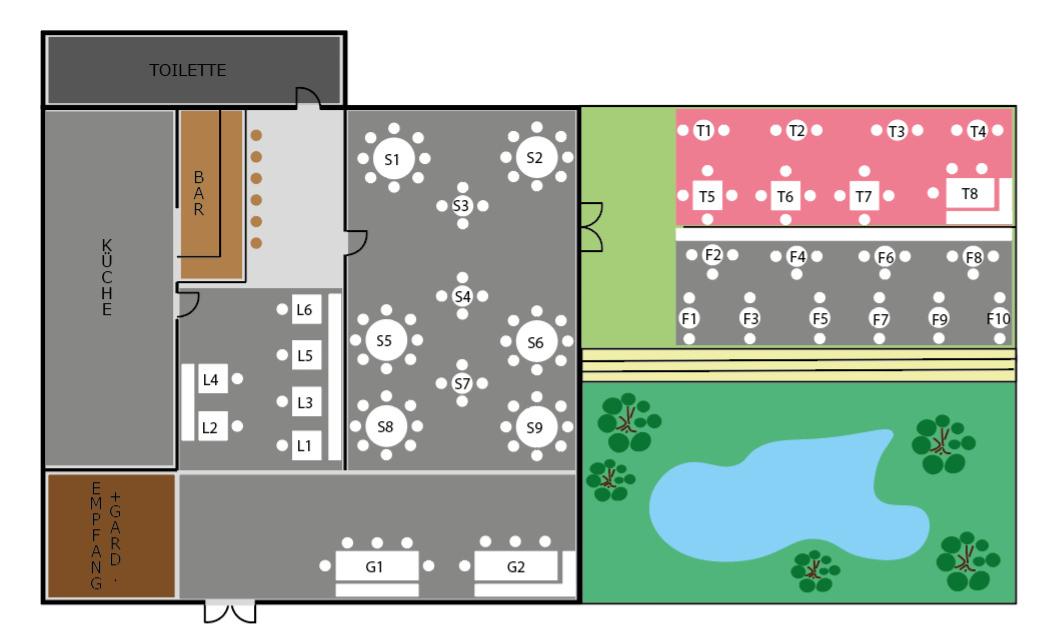 TOILETTE
BAR
KÜCHE
EMPFANG
+GARD.
S1
S2
S3
S4
S5
S6
S7
S8
S9
L6
L5
L4
L3
L2
L1
G1
G2
T1
T2
T3
T4
T5
T6
T7
T8
F2
F4
F6
F8
F1
F3
F5
F7
F9
F10